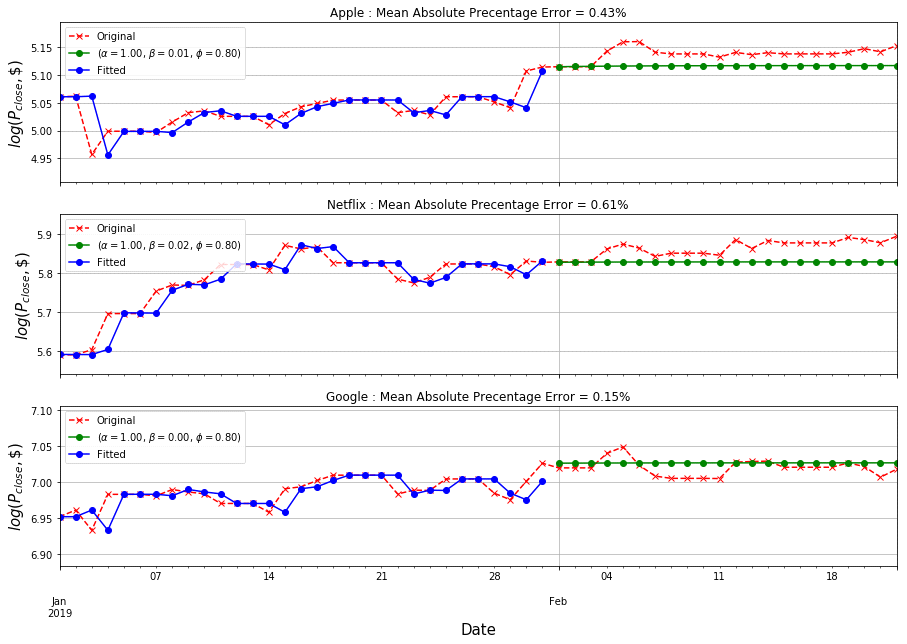 Apple : Mean Absolute Precentage Error = 0.43%
log(P_close, $)
5.15
5.10
5.05
5.00
4.95
Original
(α = 1.00, β = 0.01, ϕ = 0.80)
Fitted
Netflix : Mean Absolute Precentage Error = 0.61%
log(P_close, $)
5.9
5.8
5.7
5.6
Original
(α = 1.00, β = 0.02, ϕ = 0.80)
Fitted
Google : Mean Absolute Precentage Error = 0.15%
log(P_close, $)
7.10
7.05
7.00
6.95
6.90
Original
(α = 1.00, β = 0.00, ϕ = 0.80)
Fitted
07 14 21 28 04 11 18
Jan Feb
2019
Date